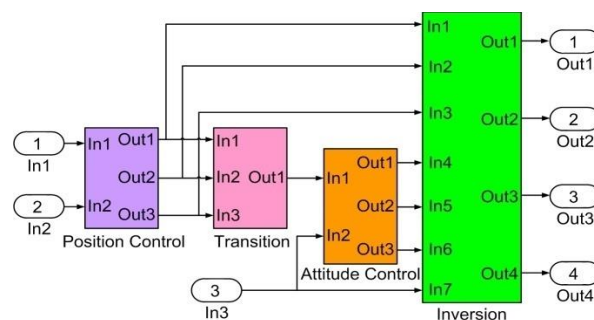 1
In1
2
In2
In1
In2
Out1
Out2
Out3
Position Control
In1
In2
In3
Out1
Transition
In1
In2
Out1
Out2
Out3
Attitude Control
3
In3
In1
In2
In3
In4
In5
In6
In7
Out1
Out2
Out3
Out4
Inversion
1
Out1
2
Out2
3
Out3
4
Out4